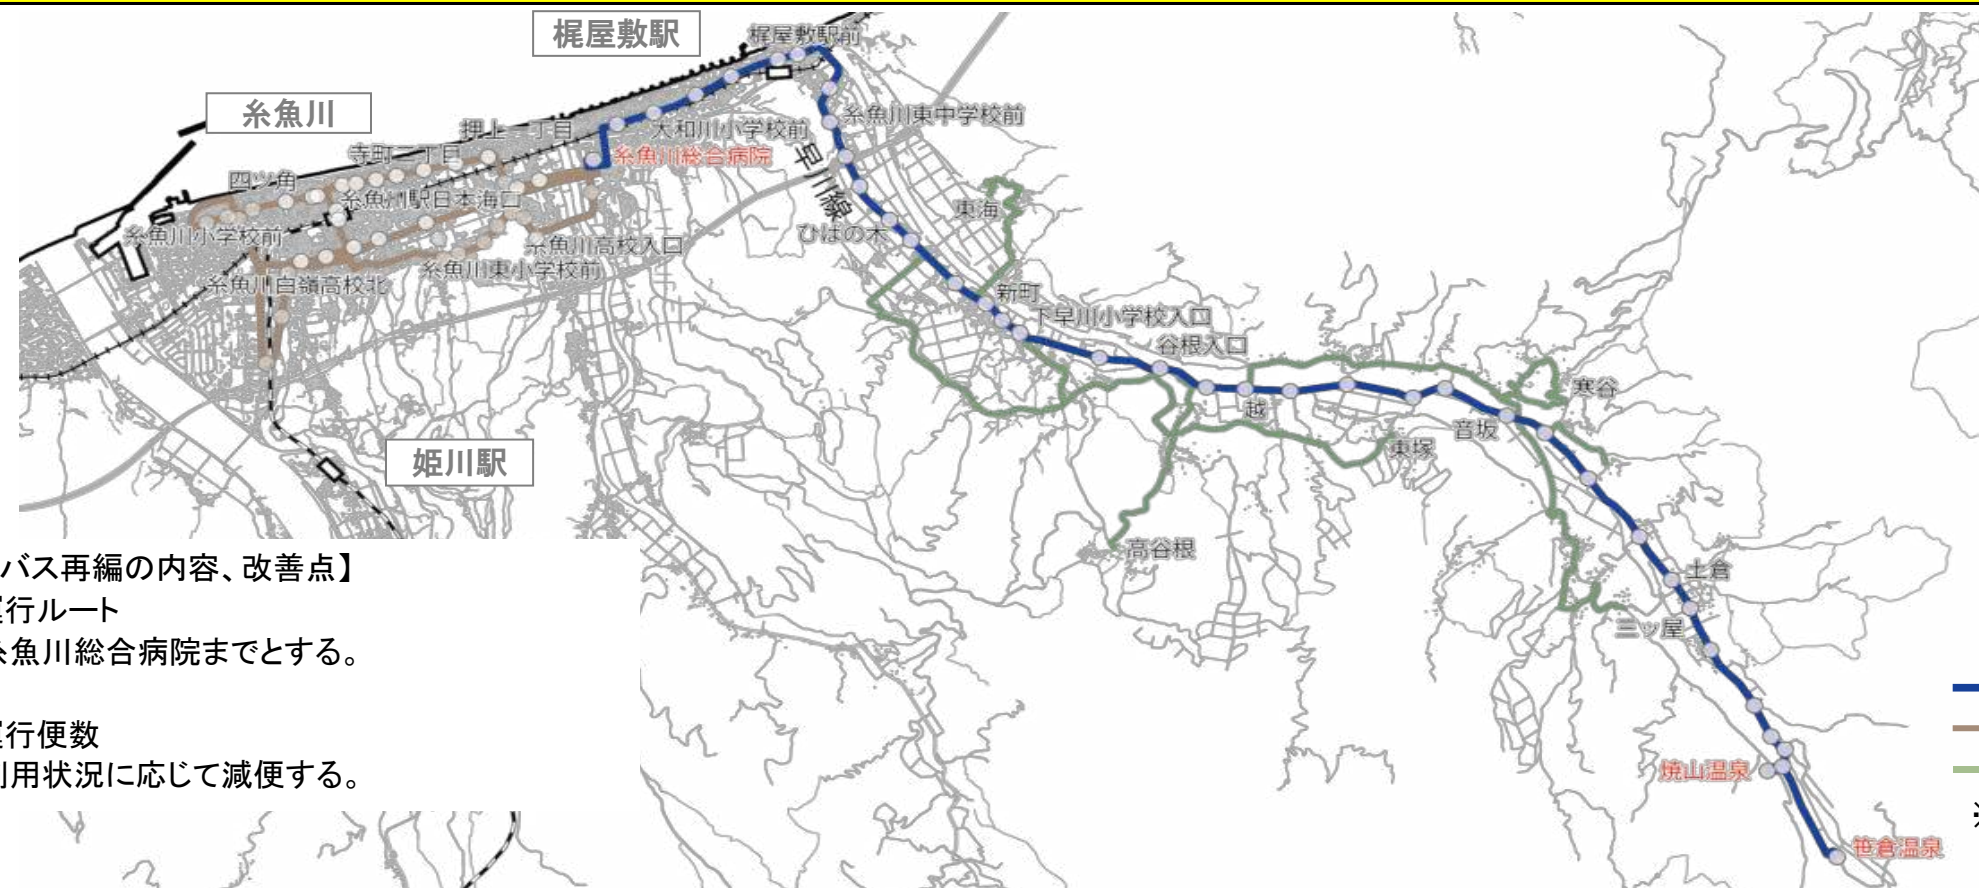 梶屋敷駅
梶屋敷駅前
糸魚川
押上一丁目
大和川小学校前
糸魚川東中学校前
寺町二丁目
糸魚川総合病院
早川線
四ツ角
糸魚川駅日本海口
東海
糸魚川小学校前
ひばの木
糸魚川高校入口
糸魚川東小学校前
糸魚川白嶺高校北
新町
下早川小学校入口
谷根入口
寒谷
越
音坂
東塚
姫川駅
高谷根
バス再編の内容、改善点】
行ルート
糸魚川総合病院までとする。
土倉
三ッ屋
行便数
利用状況に応じて減便する。
焼山温泉
笹倉温泉